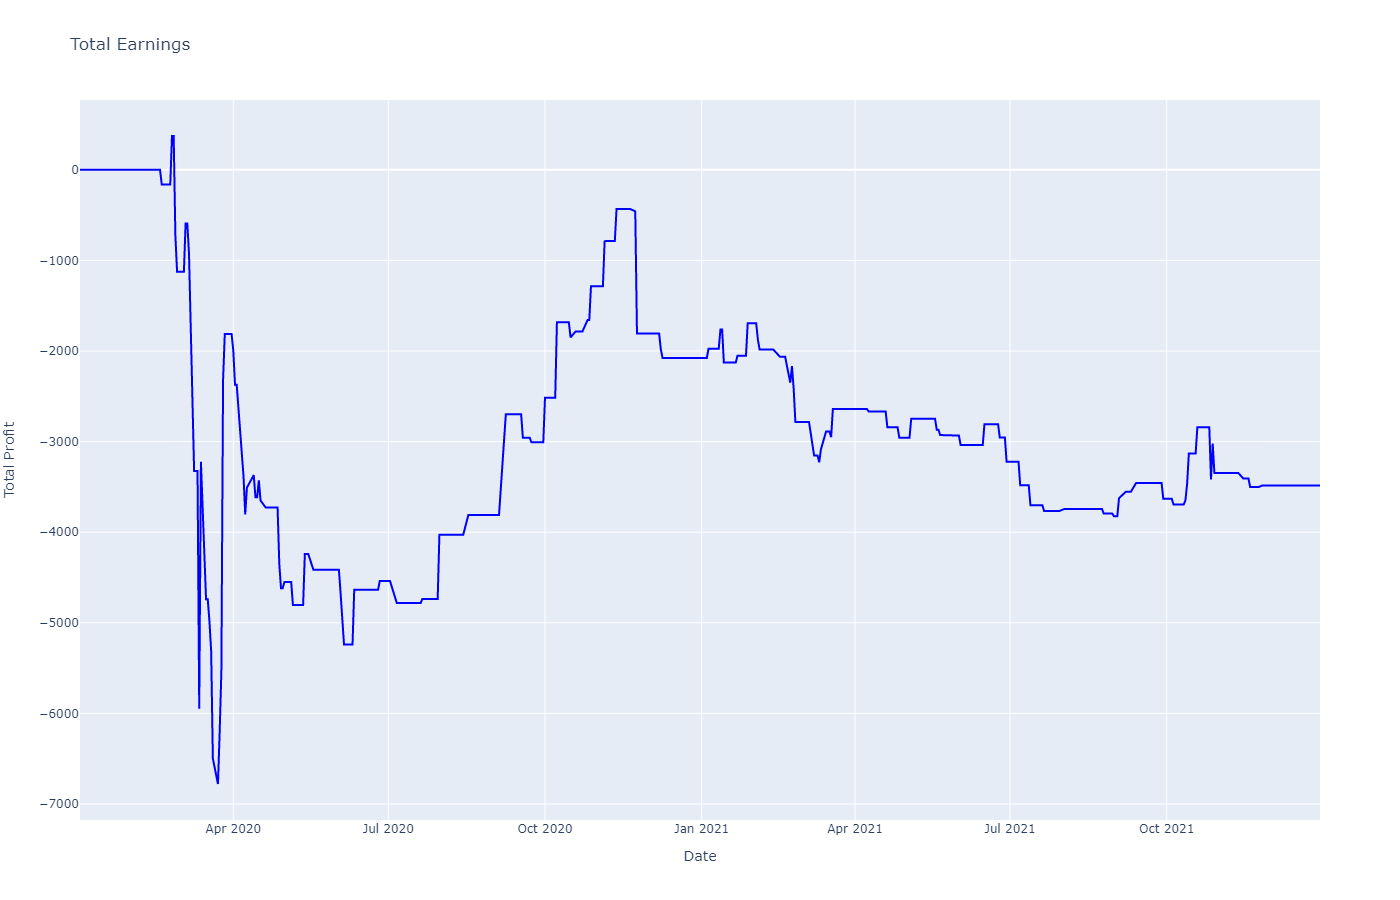 Total Earnings
Total Profit
0
−1000
−2000
−3000
−4000
−5000
−6000
−7000
Apr 2020
Jul 2020
Oct 2020
Jan 2021
Apr 2021
Jul 2021
Oct 2021
Date